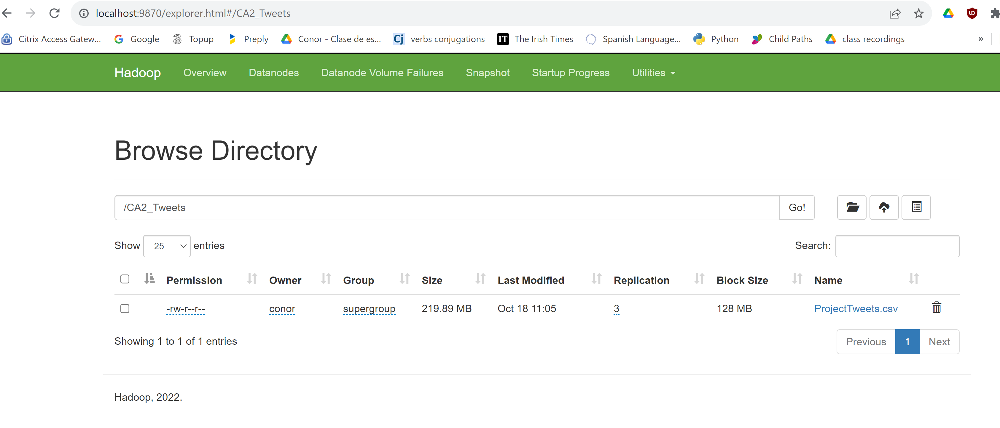 localhost:9870/explorer.html#/CA2_Tweets
Citrix Access Gatew... Google Topup Preply Conor - Clase de es... Cj verbs conjugations IT The Irish Times Spanish Language... Python Child Paths class recordings »
Hadoop Overview Datanodes Datanode Volume Failures Snapshot Startup Progress Utilities
Browse Directory
/CA2_Tweets Go!
Show 25 entries Search:
Permission Owner Group Size Last Modified Replication Block Size Name
-rw-r--r-- conor supergroup 219.89 MB Oct 18 11:05 3 128 MB ProjectTweets.csv
Showing 1 to 1 of 1 entries Previous 1 Next
Hadoop, 2022.